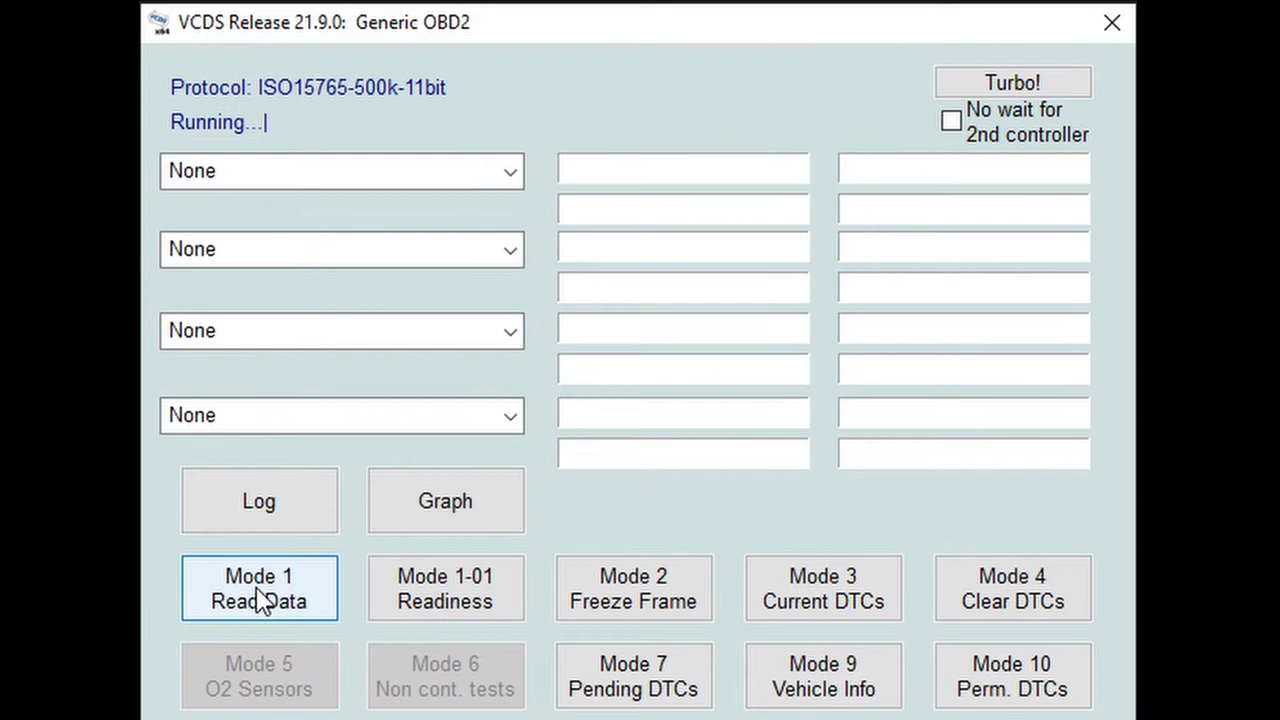 VCDS Release 21.9.0:  Generic OBD2
Protocol: ISO15765-500k-11bit
Running...|
Turbo!
No wait for
2nd controller
None
None
None
None
Log
Graph
Mode 1
Read Data
Mode 1-01
Readiness
Mode 2
Freeze Frame
Mode 3
Current DTCs
Mode 4
Clear DTCs
Mode 5
O2 Sensors
Mode 6
Non cont. tests
Mode 7
Pending DTCs
Mode 9
Vehicle Info
Mode 10
Perm. DTCs